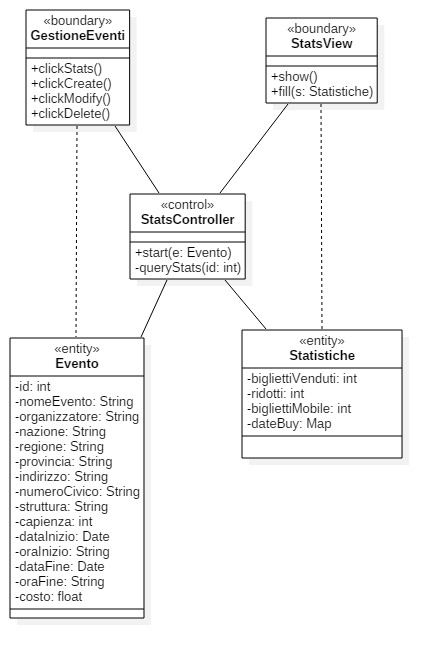 «boundary»
GestioneEventi
+clickStats()
+clickCreate()
+clickModify()
+clickDelete()
«boundary»
StatsView
+show()
+fill(s: Statistiche)
«control»
StatsController
+start(e: Evento)
-queryStats(id: int)
«entity»
Evento
-id: int
-nomeEvento: String
-organizzatore: String
-nazione: String
-regione: String
-provincia: String
-indirizzo: String
-numeroCivico: String
-struttura: String
-capienza: int
-dataInizio: Date
-oraInizio: String
-dataFine: Date
-oraFine: String
-costo: float
«entity»
Statistiche
-bigliettiVenduti: int
-ridotti: int
-bigliettiMobile: int
-dateBuy: Map